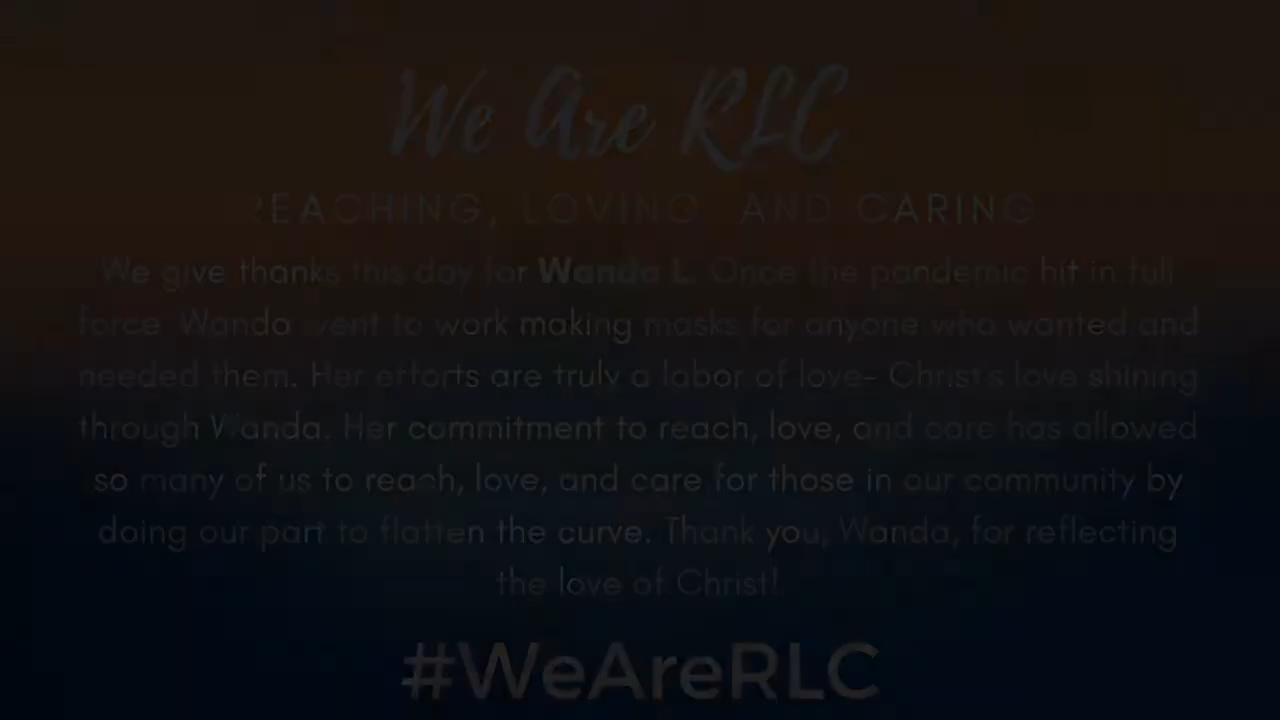 We Are RLC
REACHING, LOVING, AND CARING
We give thanks this day for Wanda L. Once the pandemic hit in full
force, Wanda went to work making masks for anyone who wanted and
needed them. Her efforts are truly a labor of love- Christ's love shining
through Wanda. Her commitment to reach, love, and care has allowed
so many of us to reach, love, and care for those in our community by
doing our part to flatten the curve. Thank you, Wanda, for reflecting
the love of Christ!
#WeAreRLC